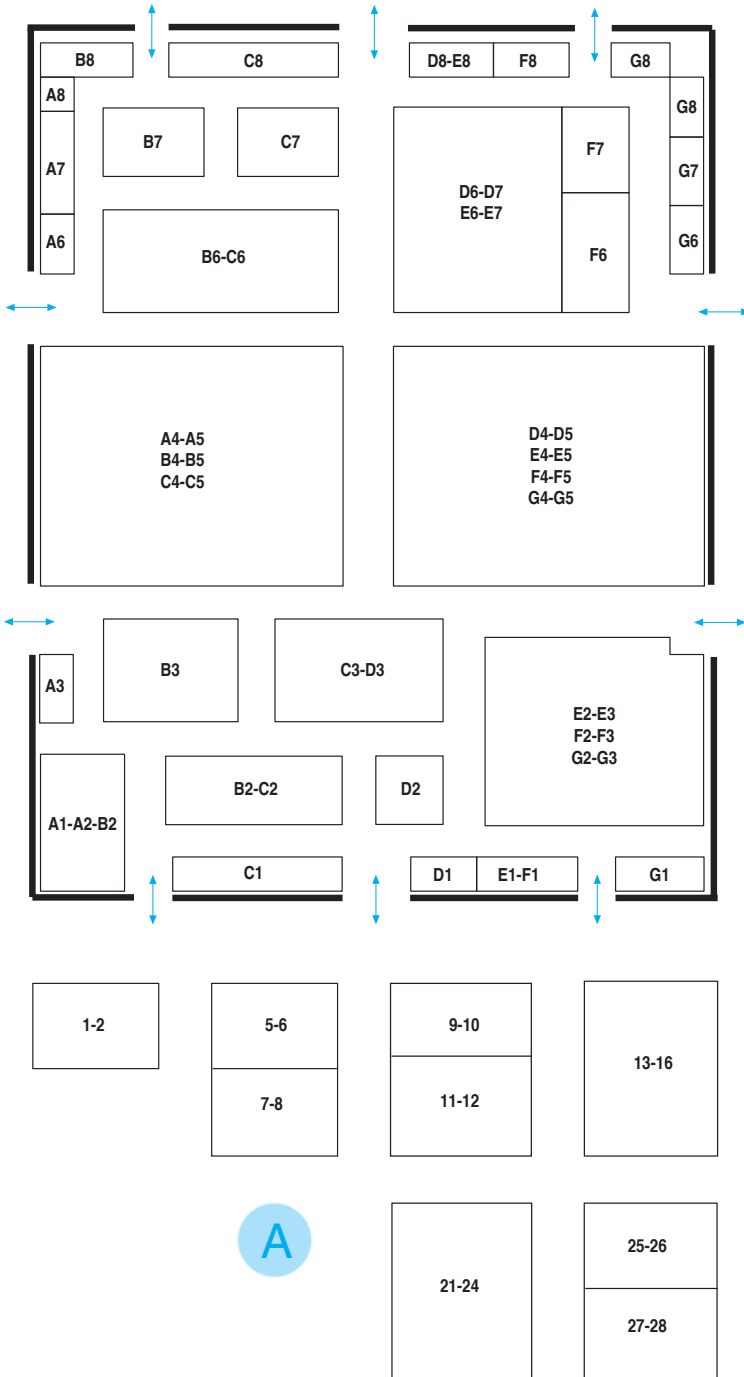 B8
C8
D8-E8
F8
G8
A8
G8
B7
C7
F7
A7
G7
D6-D7
E6-E7
A6
B6-C6
F6
G6
A4-A5
B4-B5
C4-C5
D4-D5
E4-E5
F4-F5
G4-G5
A3
B3
C3-D3
E2-E3
F2-F3
G2-G3
A1-A2-B2
B2-C2
D2
C1
D1
E1-F1
G1
1-2
5-6
9-10
13-16
7-8
11-12
A
21-24
25-26
27-28